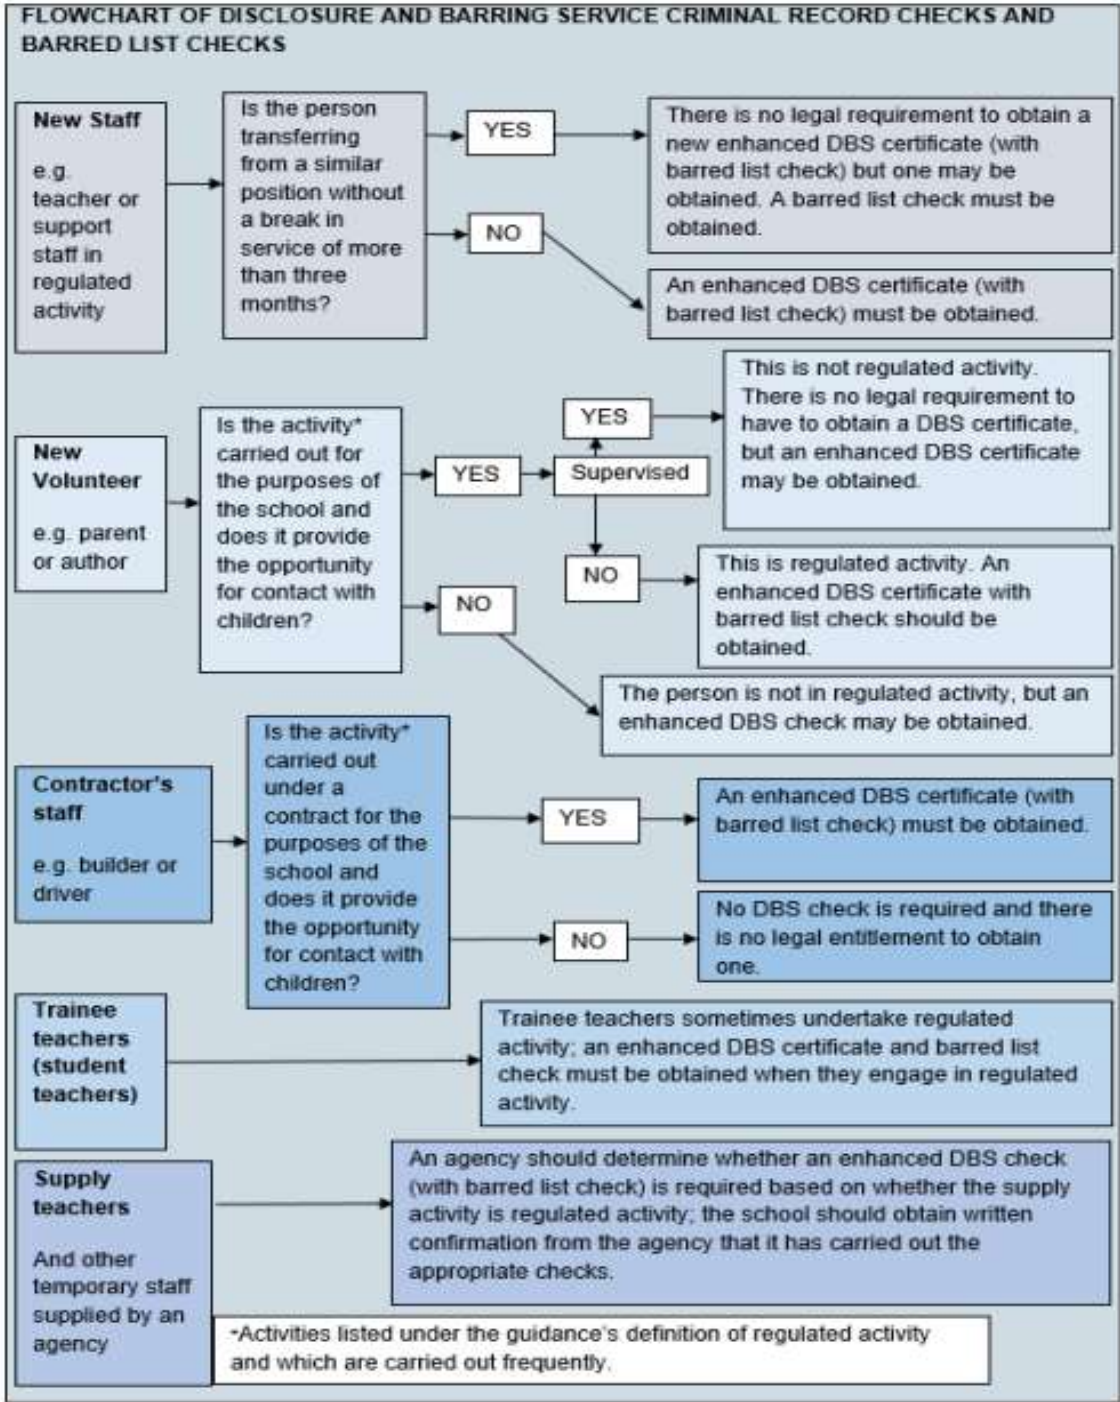 FLOWCHART OF DISCLOSURE AND BARRING SERVICE CRIMINAL RECORD CHECKS AND
BARRED LIST CHECKS
New Staff
e.g.
teacher or
support
staff in
regulated
activity
Is the person
transferring
from a similar
position without
a break in
service of more
than three
months?
YES
NO
There is no legal requirement to obtain a
new enhanced DBS certificate (with
barred list check) but one may be
obtained. A barred list check must be
obtained.
An enhanced DBS certificate (with
barred list check) must be obtained.
New
Volunteer
e.g. parent
or author
Is the activity*
carried out for
the purposes of
the school and
does it provide
the opportunity
for contact with
children?
YES
NO
Supervised
YES
NO
This is not regulated activity.
There is no legal requirement to
have to obtain a DBS certificate,
but an enhanced DBS certificate
may be obtained.
This is regulated activity. An
enhanced DBS certificate with
barred list check should be
obtained.
The person is not in regulated activity, but an
enhanced DBS check may be obtained.
Contractor's
staff
e.g. builder or
driver
Is the activity*
carried out
under a
contract for the
purposes of the
school and
does it provide
the opportunity
for contact with
children?
YES
NO
An enhanced DBS certificate (with
barred list check) must be obtained.
No DBS check is required and there
is no legal entitlement to obtain
one.
Trainee
teachers
(student
teachers)
Trainee teachers sometimes undertake regulated
activity; an enhanced DBS certificate and barred list
check must be obtained when they engage in regulated
activity.
Supply
teachers
And other
temporary staff
supplied by an
agency
An agency should determine whether an enhanced DBS check
(with barred list check) is required based on whether the supply
activity is regulated activity; the school should obtain written
confirmation from the agency that it has carried out the
appropriate checks.
*Activities listed under the guidance's definition of regulated activity
and which are carried out frequently.